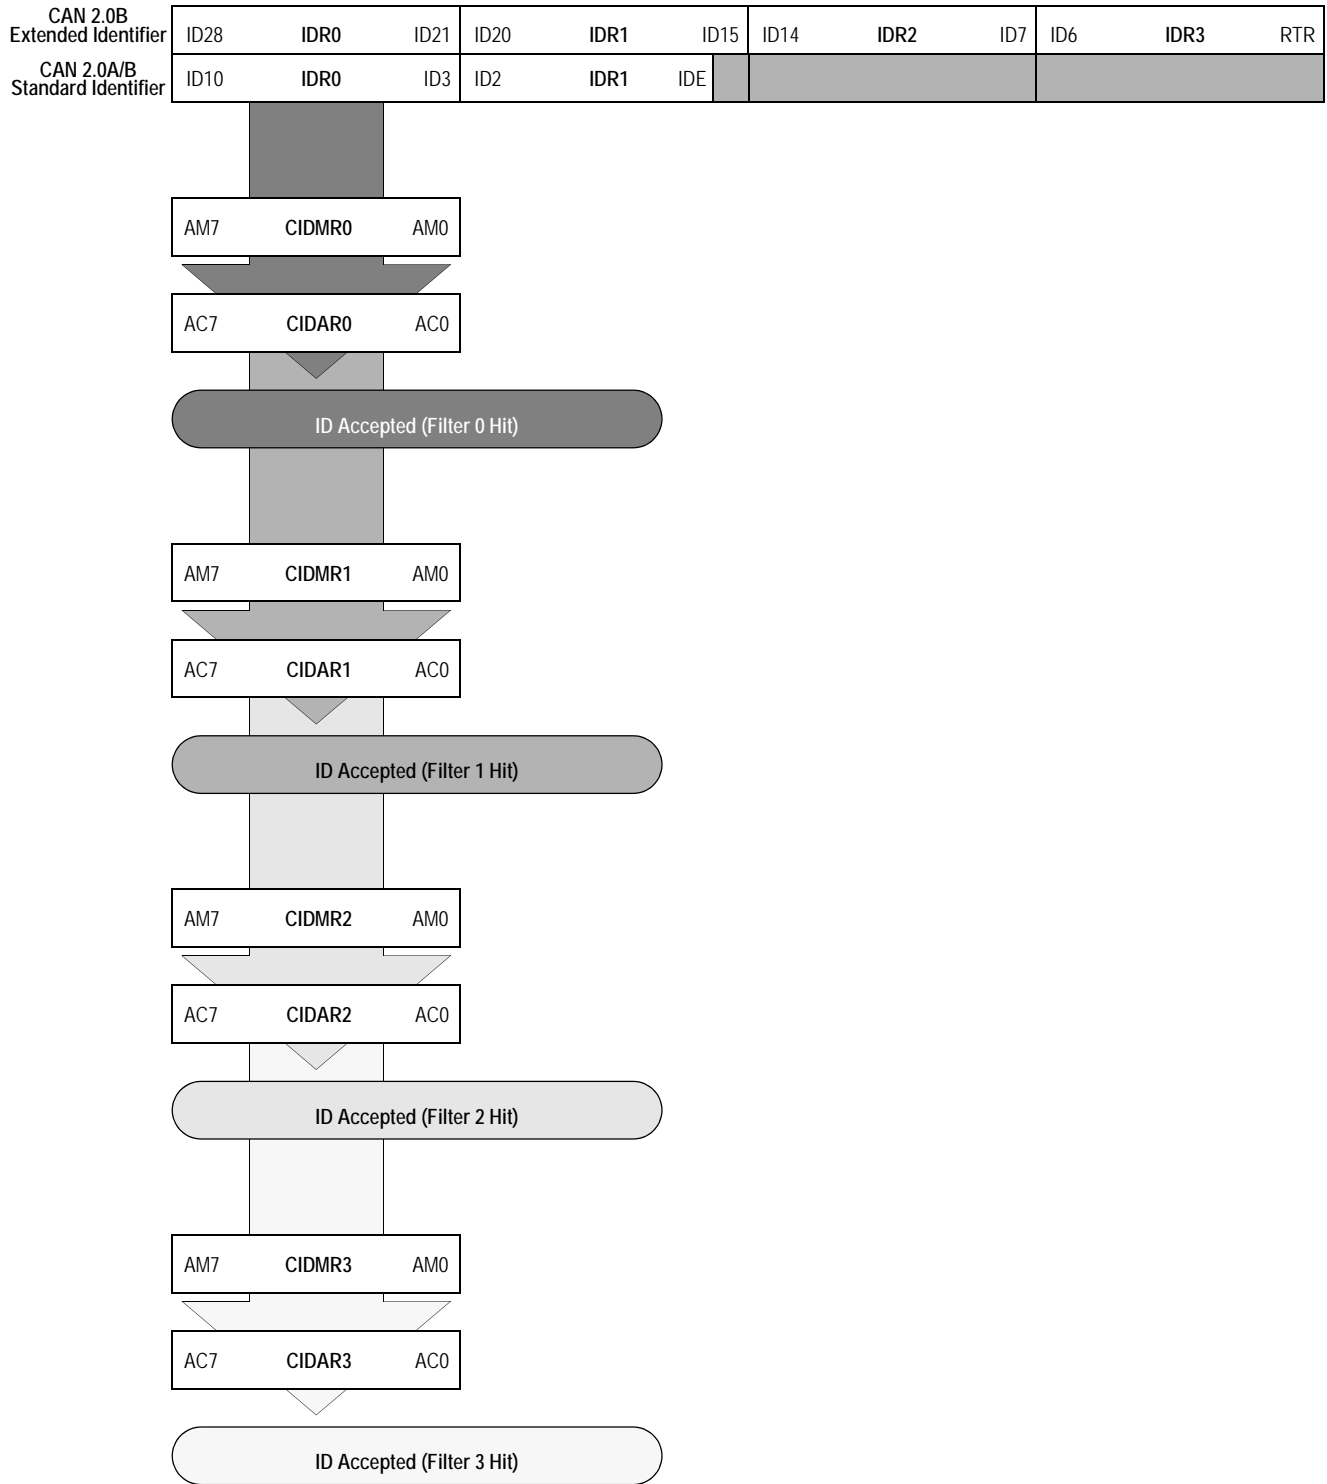 CAN 2.0B
Extended Identifier ID28 IDR0 ID21 ID20 IDR1 ID15 ID14 IDR2 ID7 ID6 IDR3 RTR
CAN 2.0A/B
Standard Identifier ID10 IDR0 ID3 ID2 IDR1 IDE
AM7 CIDMR0 AM0
AC7 CIDAR0 AC0
ID Accepted (Filter 0 Hit)
AM7 CIDMR1 AM0
AC7 CIDAR1 AC0
ID Accepted (Filter 1 Hit)
AM7 CIDMR2 AM0
AC7 CIDAR2 AC0
ID Accepted (Filter 2 Hit)
AM7 CIDMR3 AM0
AC7 CIDAR3 AC0
ID Accepted (Filter 3 Hit)